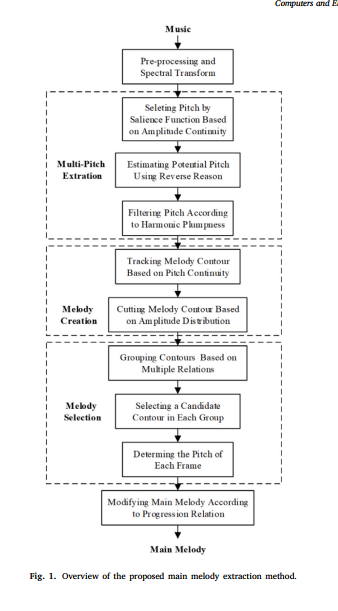 Computers and El
Music
Pre-processing and
Spectral Transform
Seleting Pitch by
Salience Function Based
on Amplitude Continuity
Multi-Pitch
Extration
Estimating Potential Pitch
Using Reverse Reason
Filtering Pitch According
to Harmonic Plumpness
Tracking Melody Contour
Based on Pitch Continuity
Melody
Creation
Cutting Melody Contour Based
on Amplitude Distribution
Grouping Contours Based on
Multiple Relations
Melody
Selection
Selecting a Candidate
Contour in Each Group
Determing the Pitch of
Each Frame
Modifying Main Melody According
to Progression Relation
Main Melody
Fig. 1. Overview of the proposed main melody extraction method.